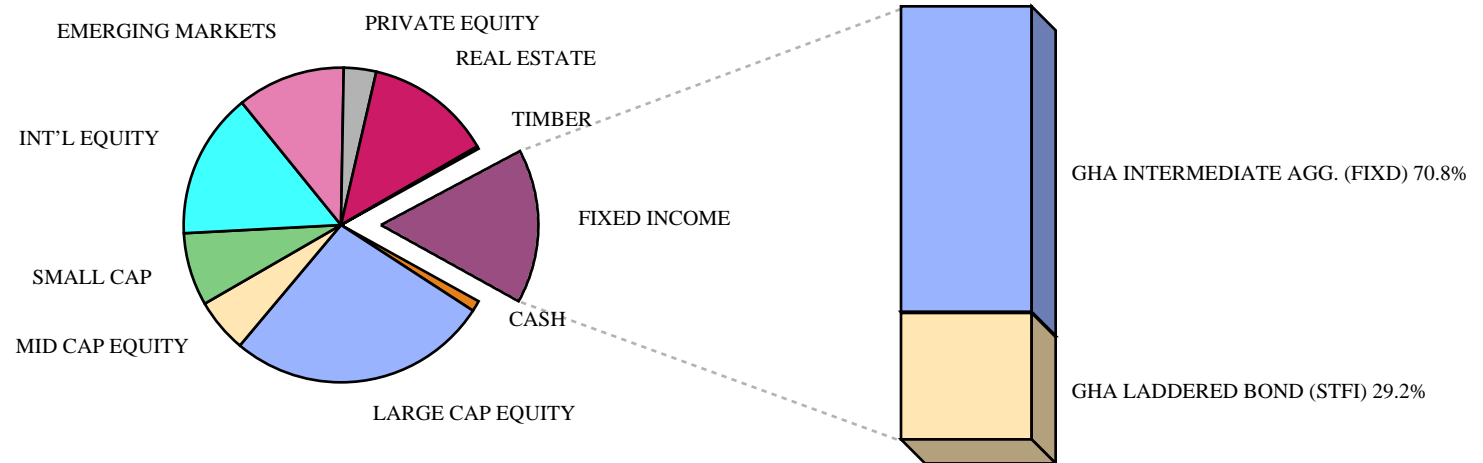 PRIVATE EQUITY
EMERGING MARKETS
REAL ESTATE
TIMBER
INT'L EQUITY
GHA INTERMEDIATE AGG. (FIXD) 70.8%
FIXED INCOME
SMALL CAP
CASH
MID CAP EQUITY
GHA LADDERED BOND (STFI) 29.2%
LARGE CAP EQUITY